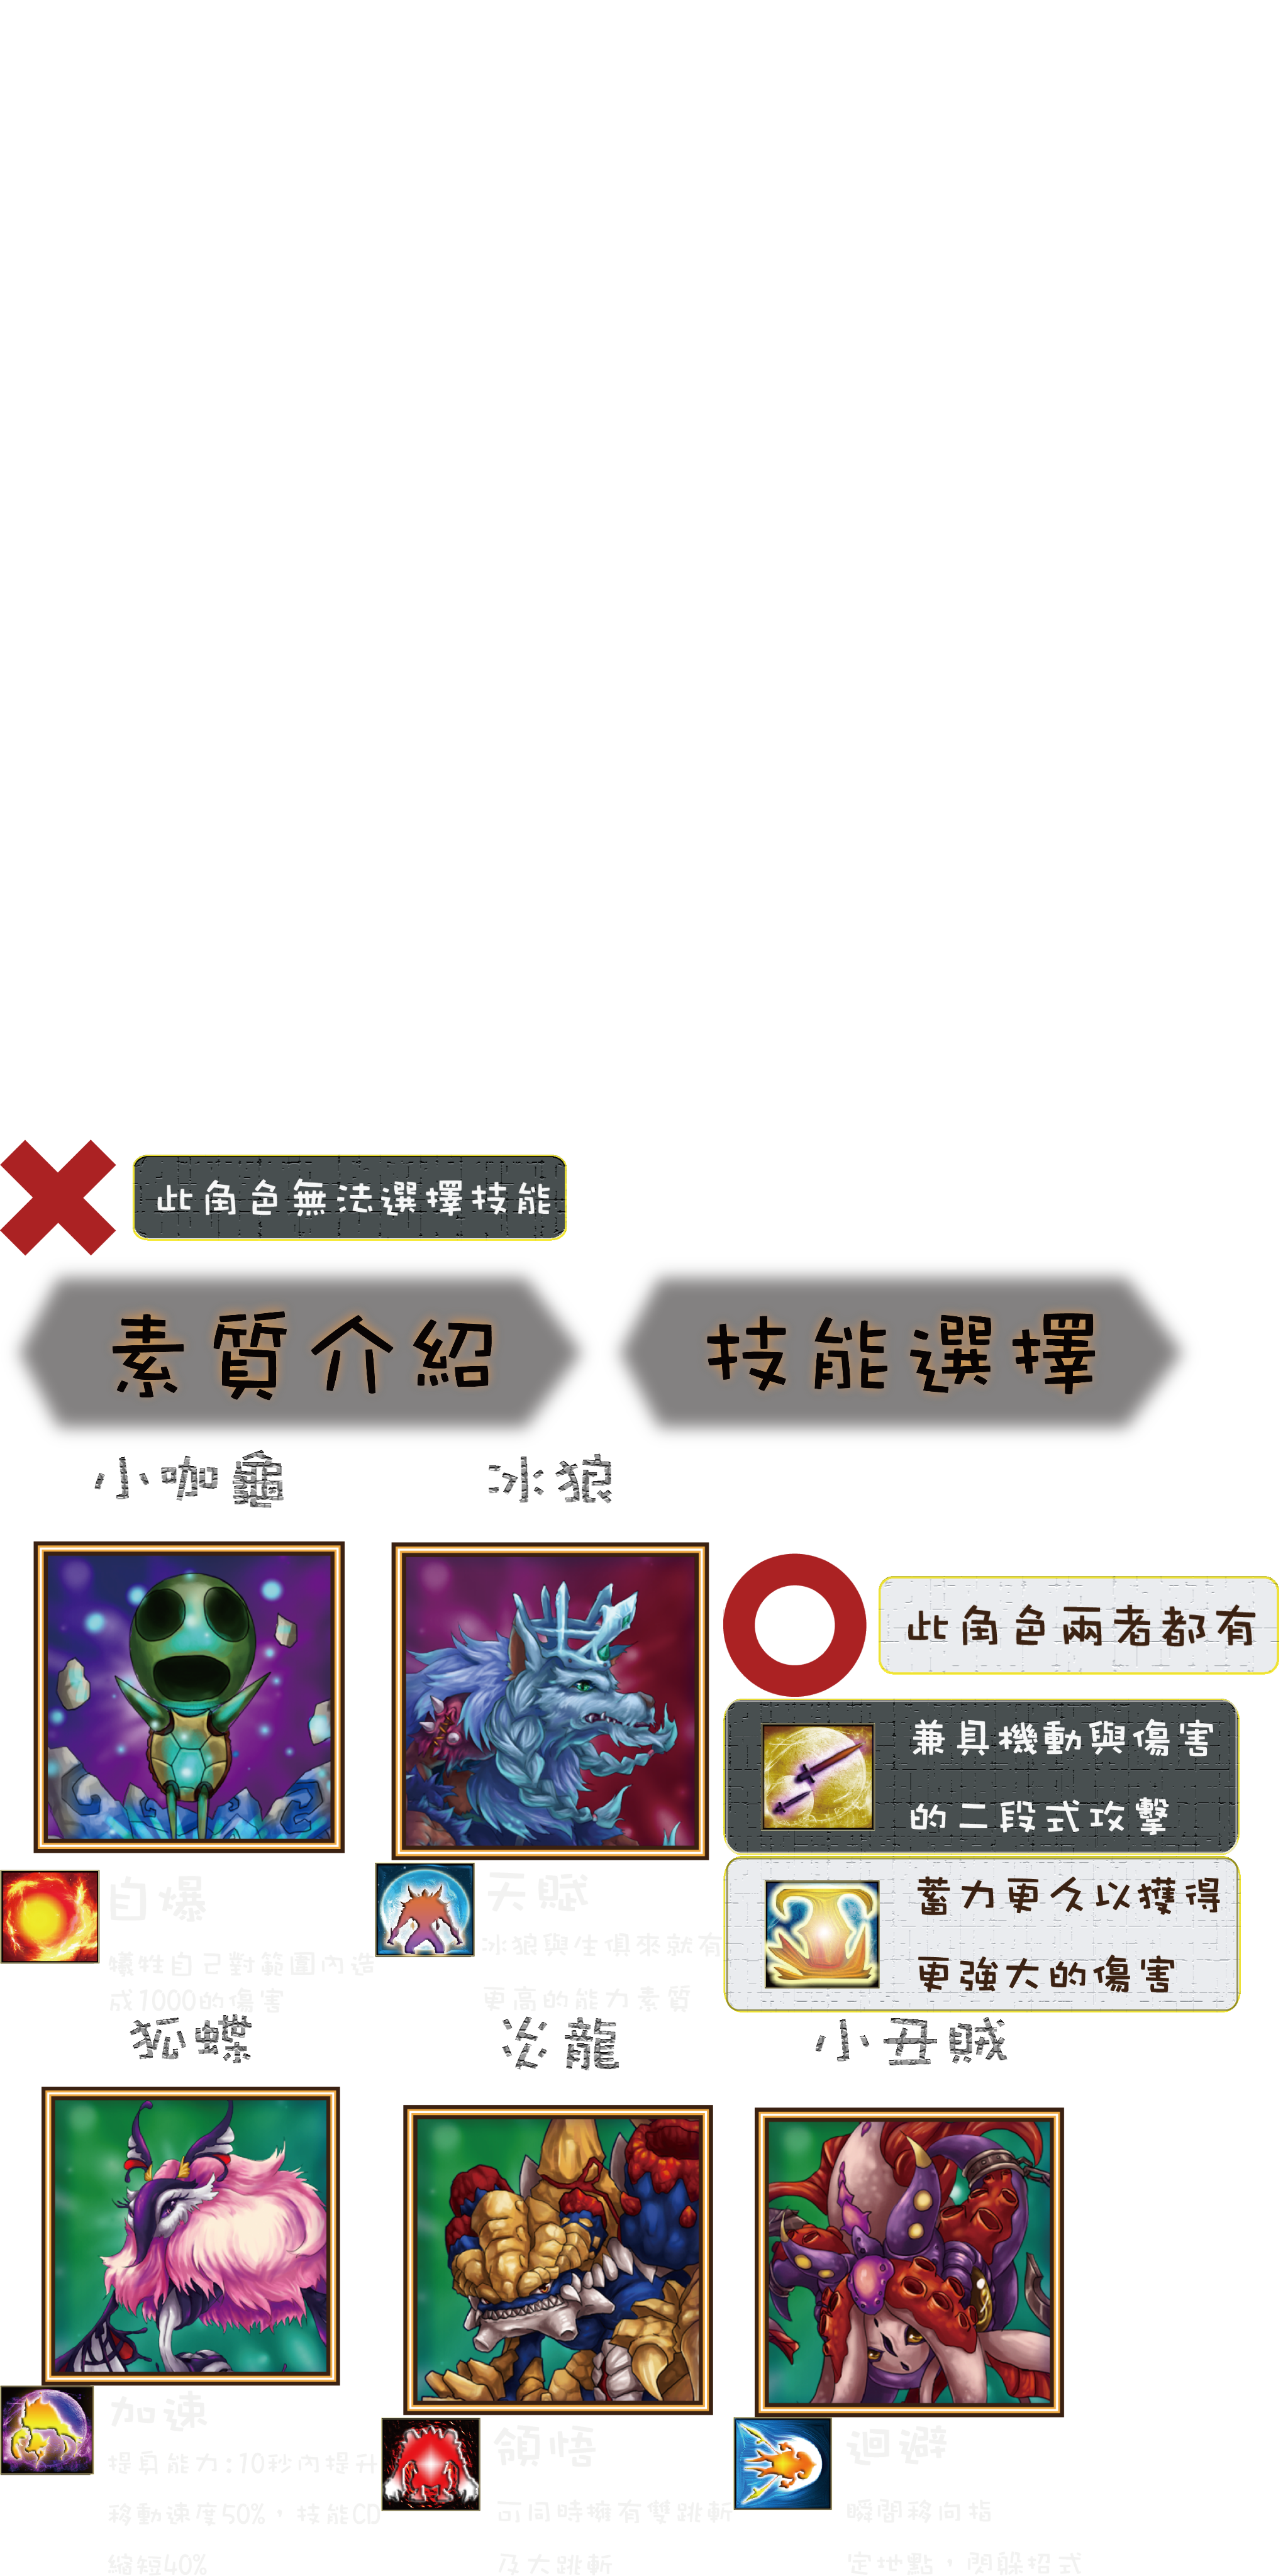 此角色無法選擇技能
素質介紹
技能選擇
小咖龜
冰狼
此角色兩者都有
兼具機動與傷害
的二段式攻擊
蓄力更久以獲得
更強大的傷害
自爆
犧牲自己對範圍內造
成1000的傷害
天賦
冰狼與生俱來就有
更高的能力素質
狐蝶
炎龍
小丑賊
加速
提身能力:10秒內提升
移動速度50%，技能CD
縮短40%
領悟
可同時擁有雙跳斬
及大跳斬
迴避
瞬間移向指
定地點，閃躲招式